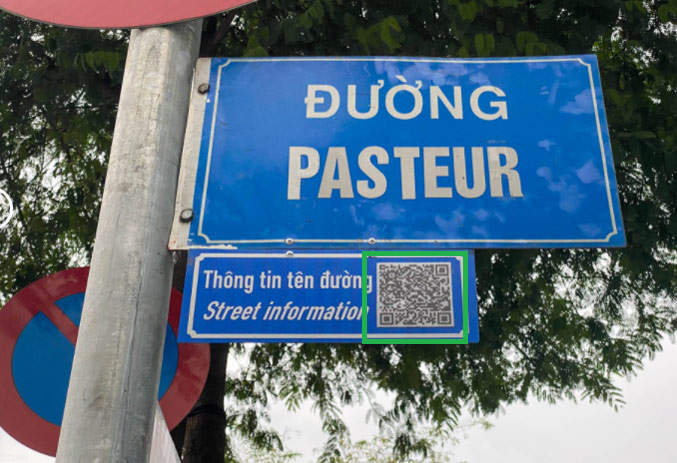 ĐƯỜNG
PASTEUR
Thông tin tên đường
Street information